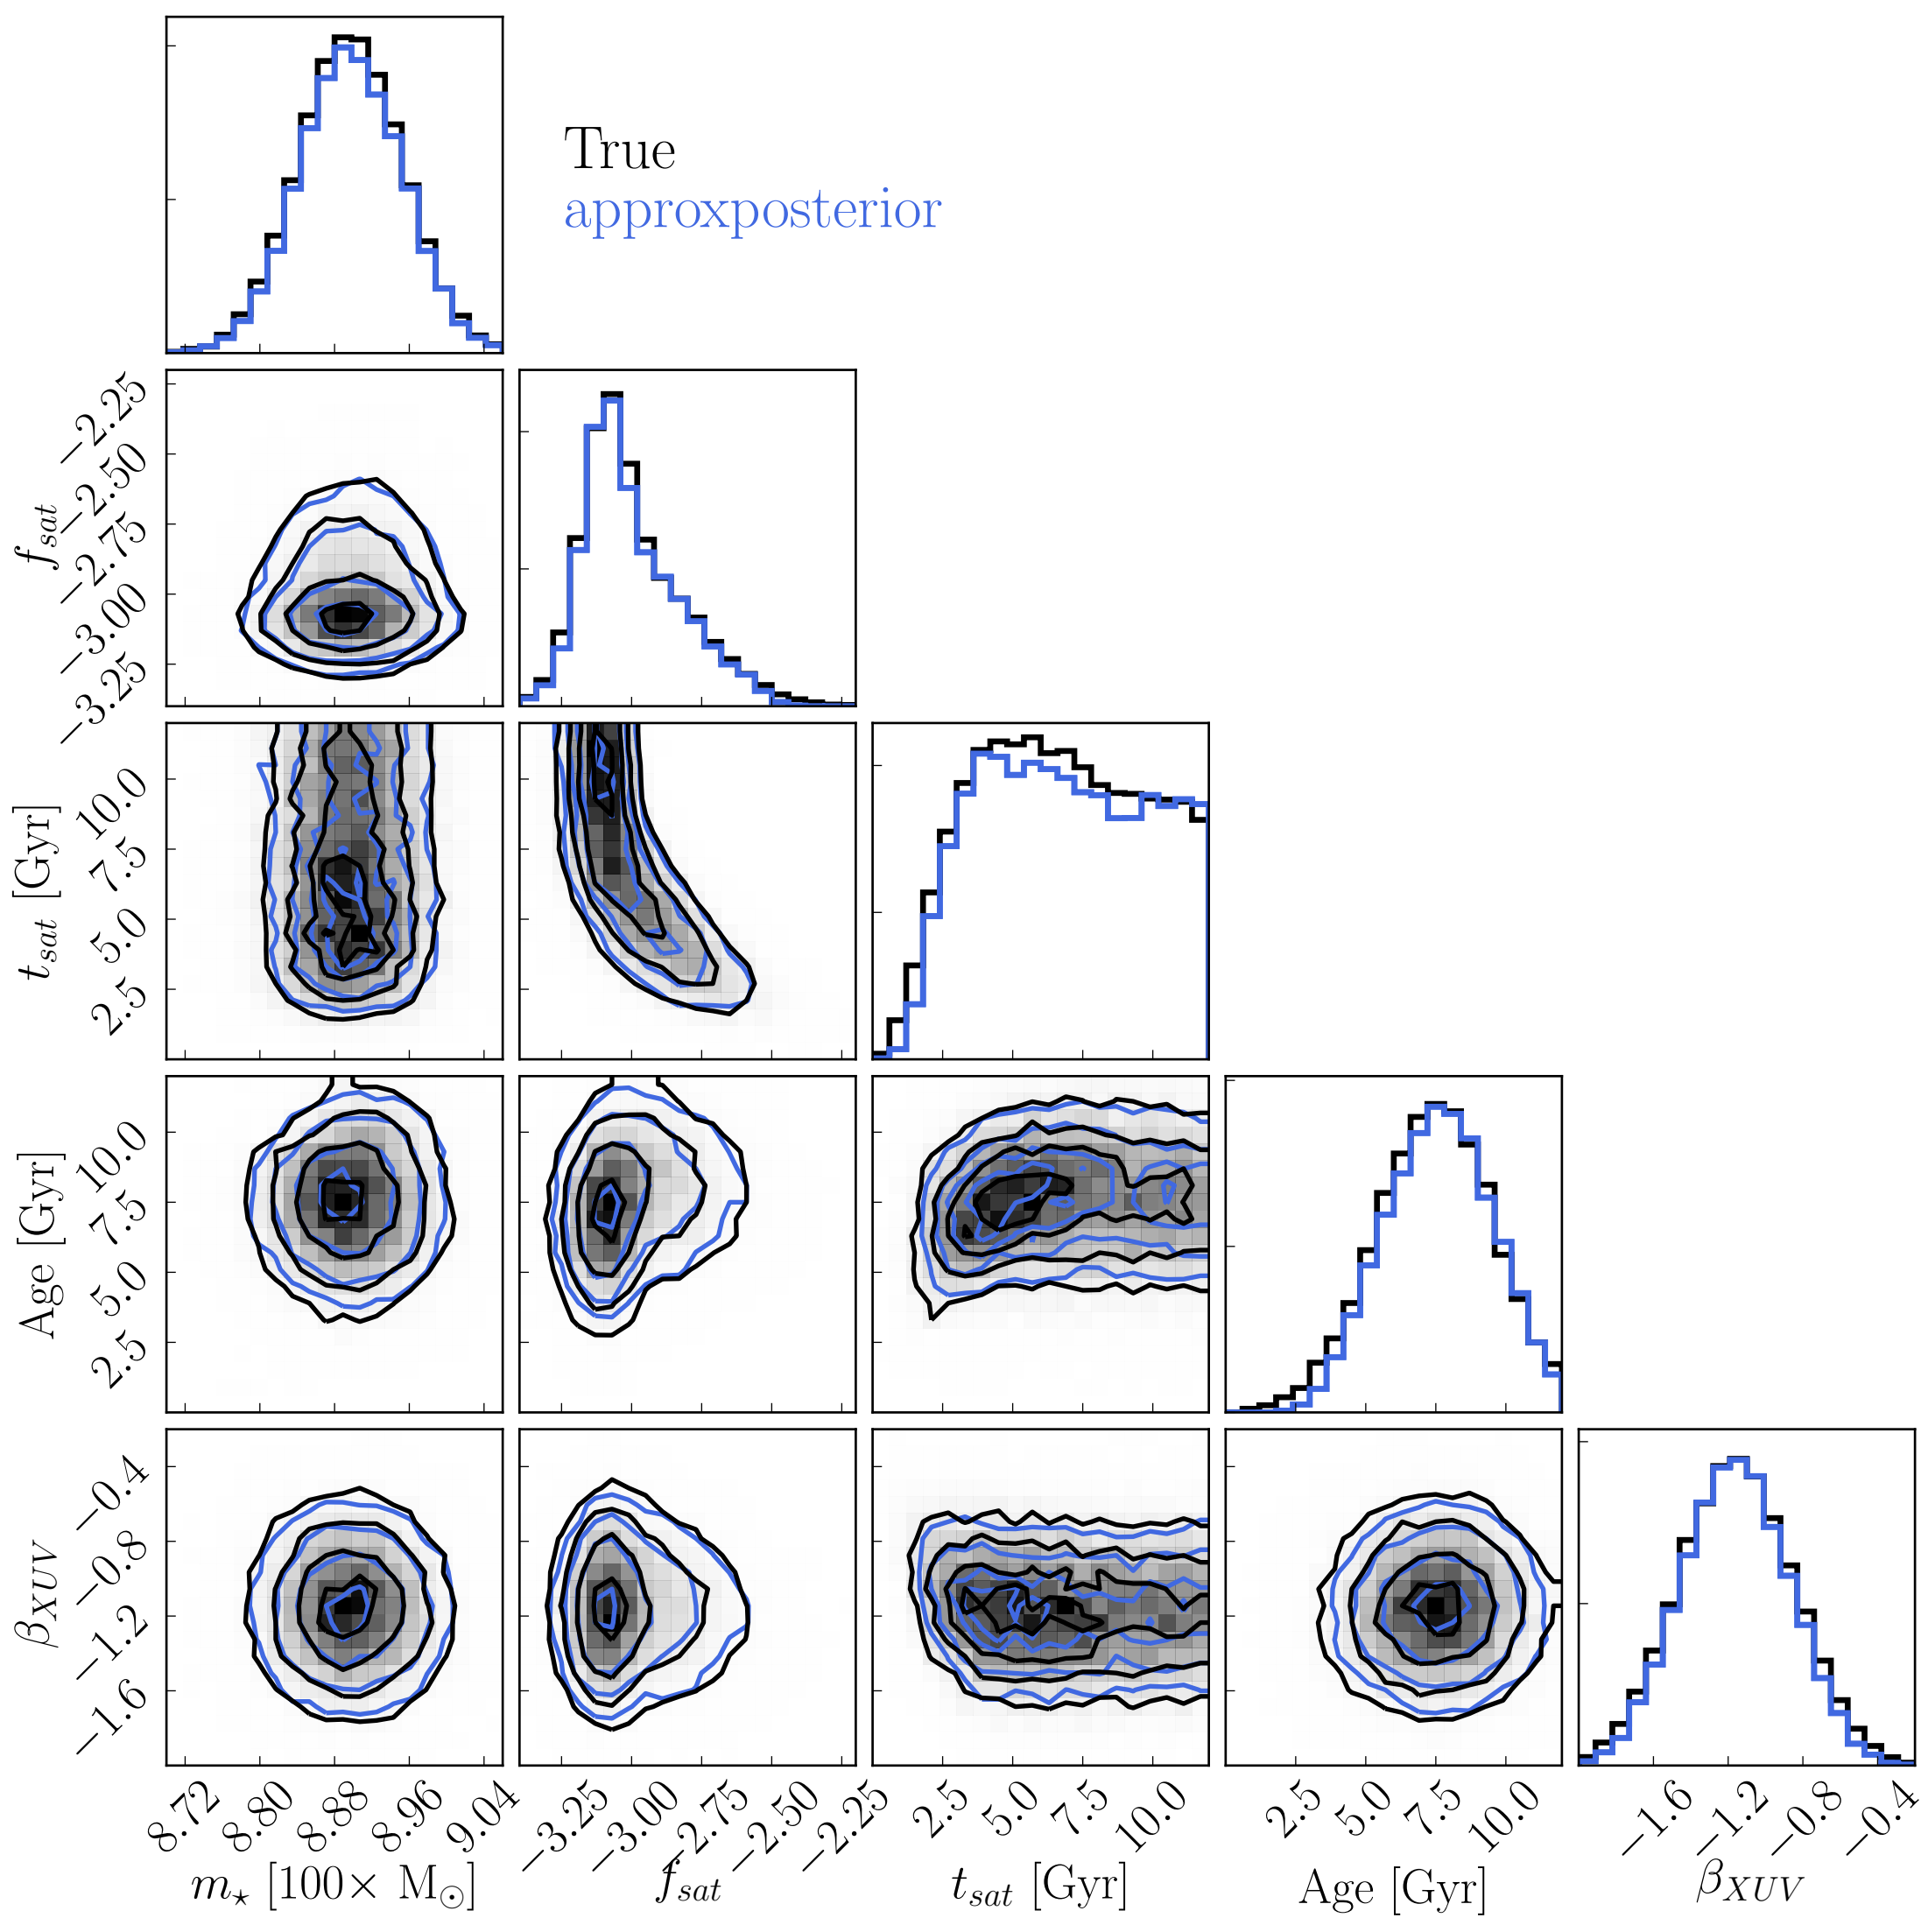 True
approxposterior
−2.25
−2.50
−2.75
−3.00
−3.25
f_sat
10.0
7.5
5.0
2.5
t_sat [Gyr]
10.0
7.5
5.0
2.5
Age [Gyr]
−0.4
−0.8
−1.2
−1.6
β_XUV
8.72 8.80 8.88 8.96 9.04 −3.25 −3.00 −2.75 −2.50 −2.25 2.5 5.0 7.5 10.0 2.5 5.0 7.5 10.0 −1.6 −1.2 −0.8 −0.4
m⋆ [100× M⊙] f_sat t_sat [Gyr] Age [Gyr] β_XUV